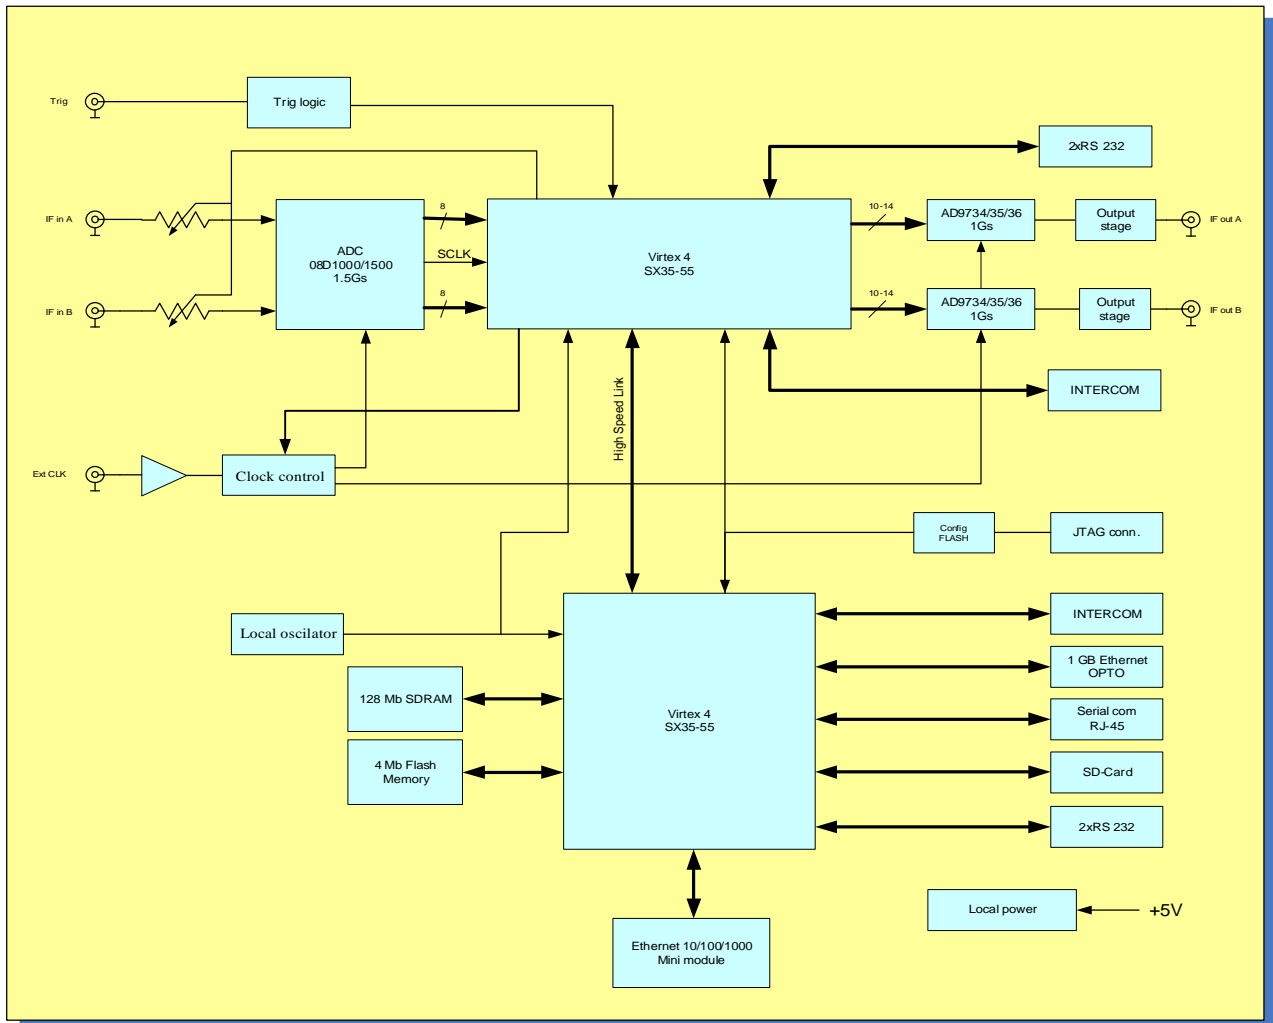 Trig
Trig logic
2xRS 232
IF in A
ADC
08D1000/1500
1.5Gs
8
SCLK
8
Virtex 4
SX35-55
10-14
AD9734/35/36
1Gs
Output
stage
IF out A
IF in B
10-14
AD9734/35/36
1Gs
Output
stage
IF out B
High Speed Link
INTERCOM
Ext CLK
Clock control
Config
FLASH
JTAG conn.
Local oscilator
INTERCOM
128 Mb SDRAM
1 GB Ethernet
OPTO
Virtex 4
SX35-55
Serial com
RJ-45
4 Mb Flash
Memory
SD-Card
2xRS 232
Local power
+5V
Ethernet 10/100/1000
Mini module